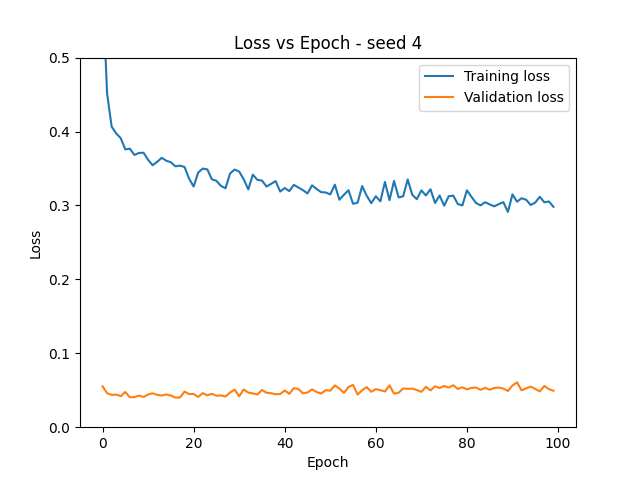 Loss vs Epoch - seed 4
Training loss
Validation loss
0.5
0.4
0.3
0.2
0.1
0.0
Loss
0 20 40 60 80 100
Epoch